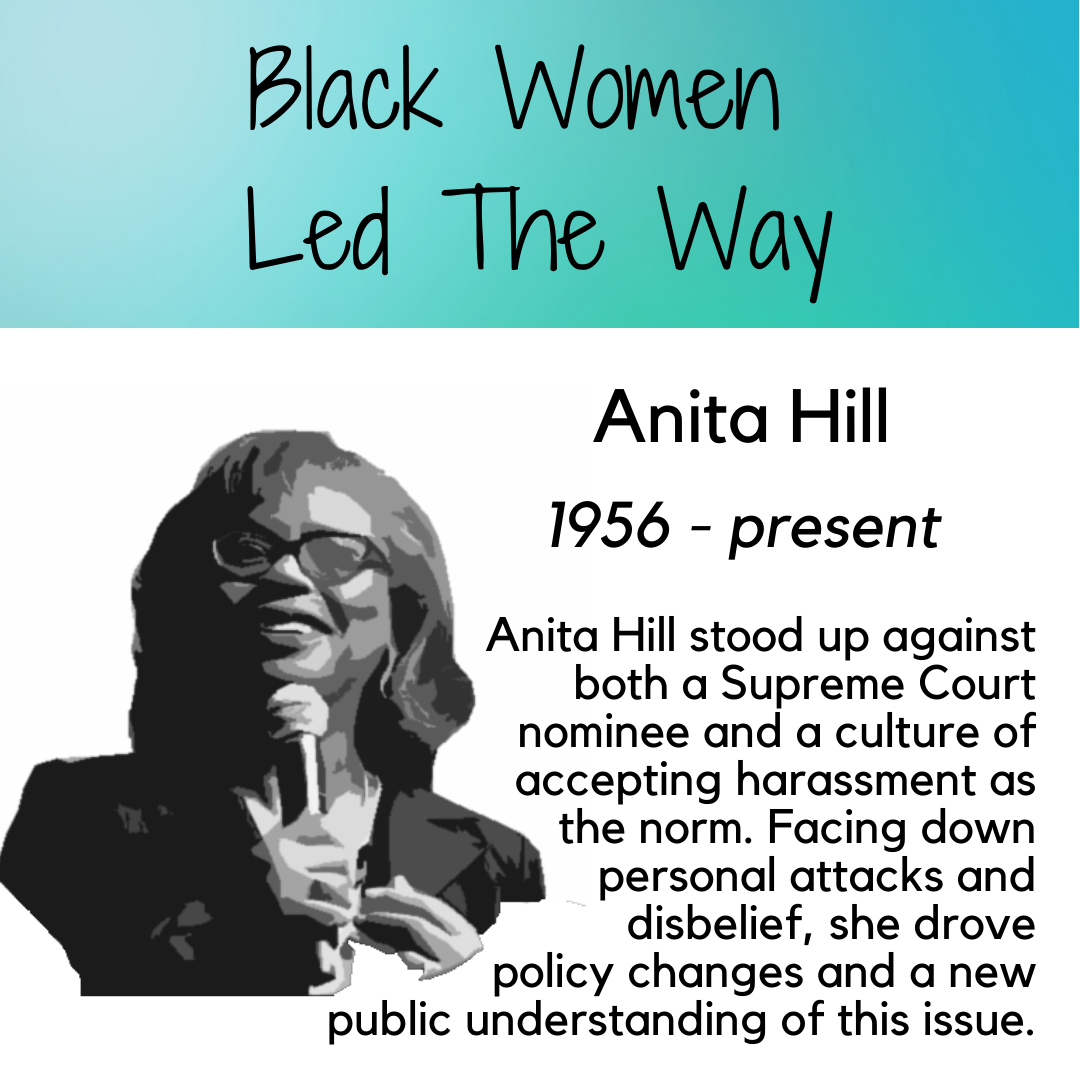 Black Women
Led The Way
Anita Hill
1956 - present
Anita Hill stood up against
both a Supreme Court
nominee and a culture of
accepting harassment as
the norm. Facing down
personal attacks and
disbelief, she drove
policy changes and a new
public understanding of this issue.